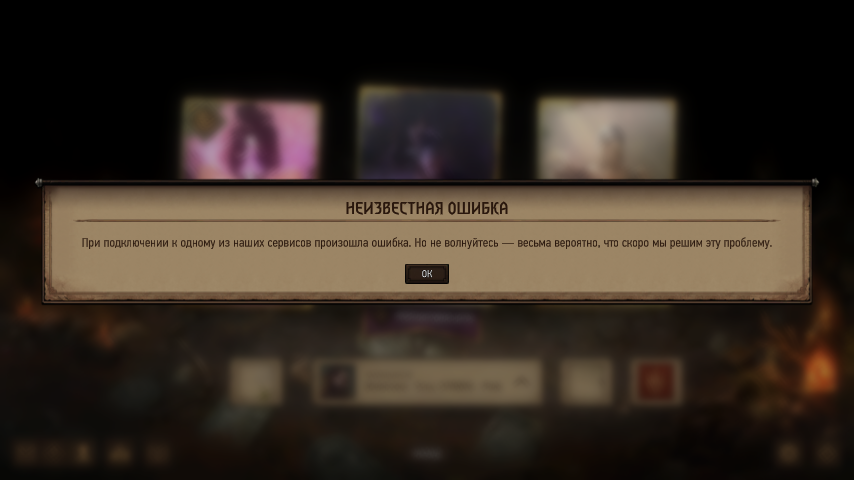 НЕИЗВЕСТНАЯ ОШИБКА
При подключении к одному из наших сервисов произошла ошибка. Но не волнуйтесь — весьма вероятно, что скоро мы решим эту проблему.
ОК